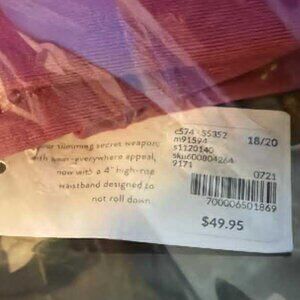 your slimming secret weapon,
with wear-everywhere appeal,
now with a 4" high-rise
waistband designed to
not roll down.
c574 S5352
m91594
s1120140
sku600804264
9171
18/20
0721
700006501869
$49.95